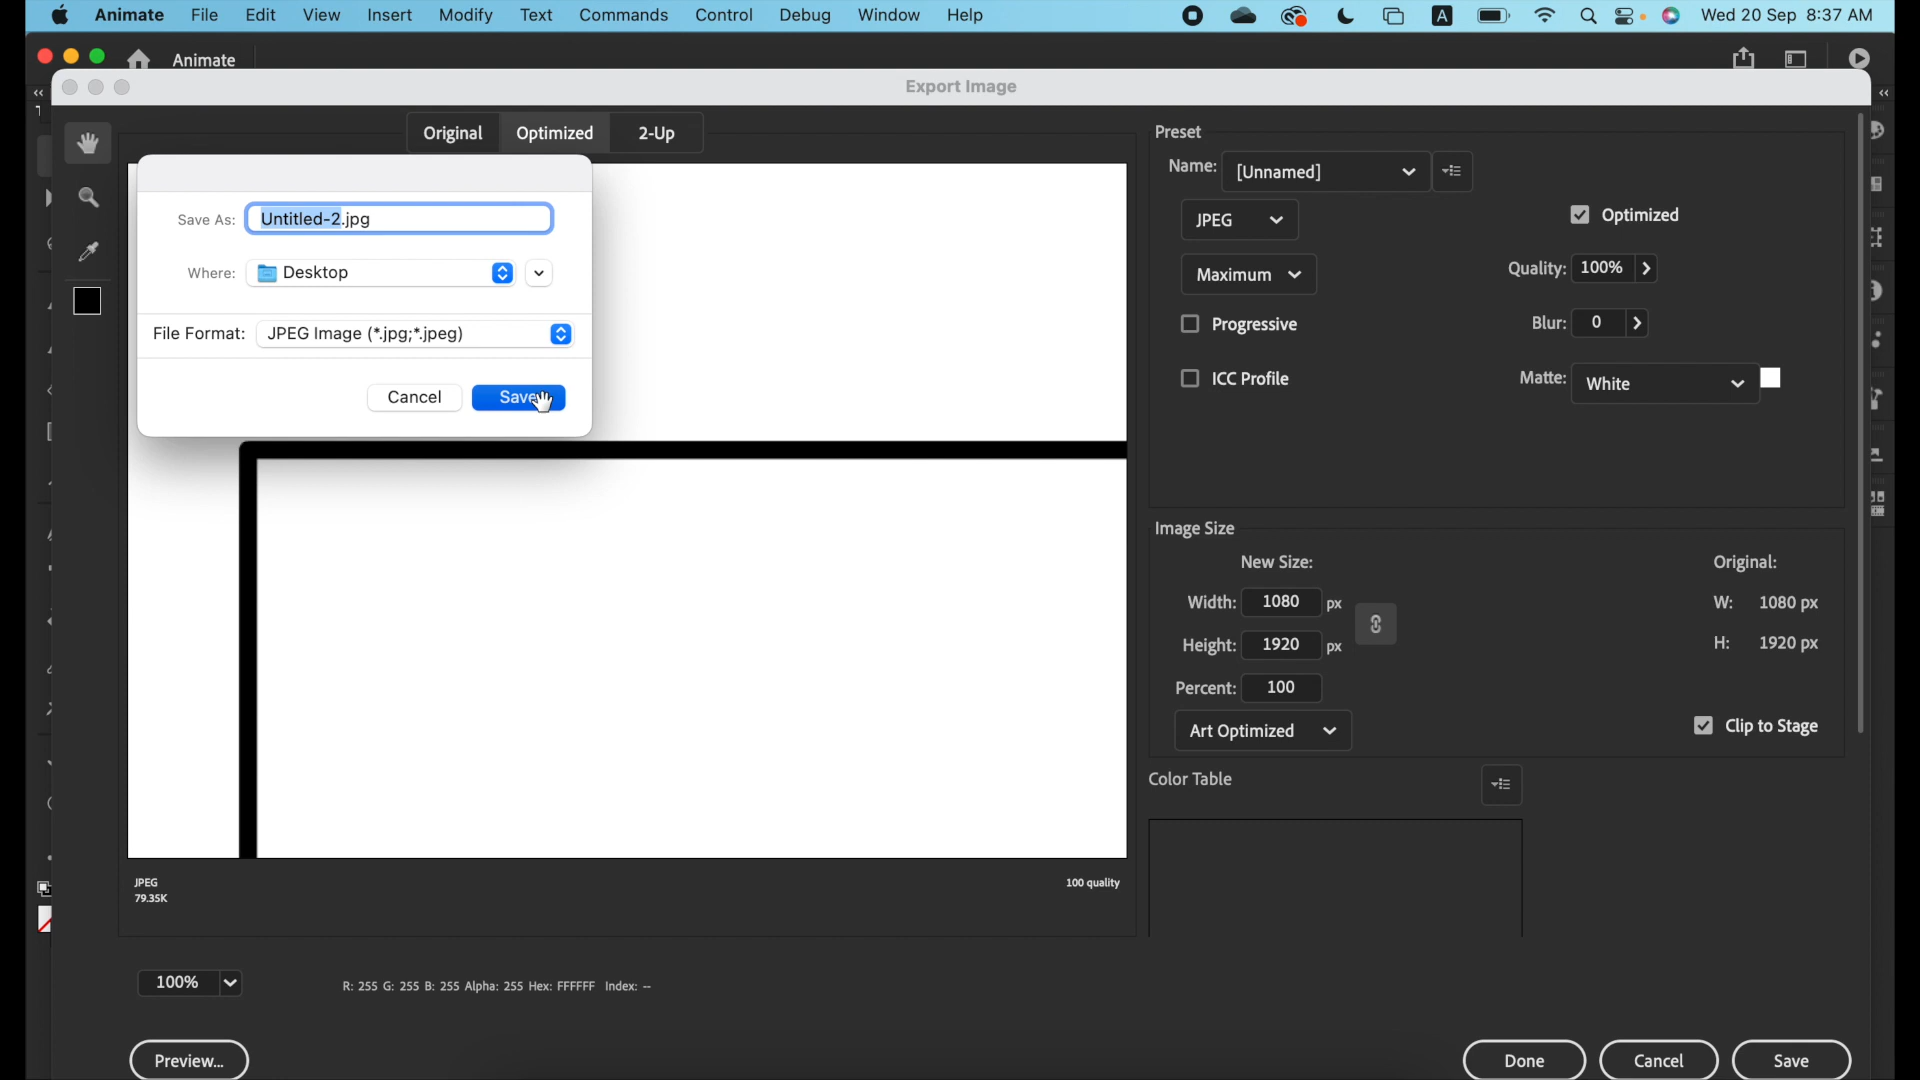 Animate File Edit View Insert Modify Text Commands Control Debug Window Help A Wed 20 Sep 8:37 AM
Animate
Export Image
Original Optimized 2-Up
Save As: Untitled-2.jpg
Where: Desktop
File Format: JPEG Image (*.jpg;*.jpeg)
Cancel Save
Preset
Name: [Unnamed]
JPEG Optimized
Maximum Quality: 100%
Progressive Blur: 0
ICC Profile Matte: White
Image Size
New Size: Original:
Width: 1080 px W: 1080 px
Height: 1920 px H: 1920 px
Percent: 100
Art Optimized Clip to Stage
Color Table
JPEG 100 quality
79.35K
100% R: 255 G: 255 B: 255 Alpha: 255 Hex: FFFFFF Index: --
Preview... Done Cancel Save